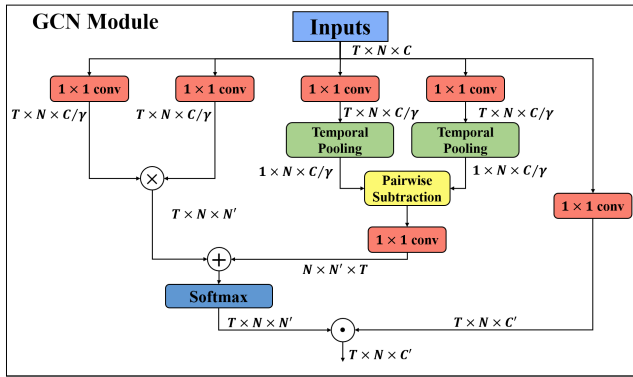 GCN Module
Inputs
T × N × C
1 × 1 conv
1 × 1 conv
1 × 1 conv
1 × 1 conv
T × N × C/γ
T × N × C/γ
T × N × C/γ
T × N × C/γ
Temporal
Pooling
Temporal
Pooling
1 × N × C/γ
1 × N × C/γ
×
Pairwise
Subtraction
1 × 1 conv
T × N × N′
1 × 1 conv
+
N × N′ × T
Softmax
T × N × N′
T × N × C′
T × N × C′